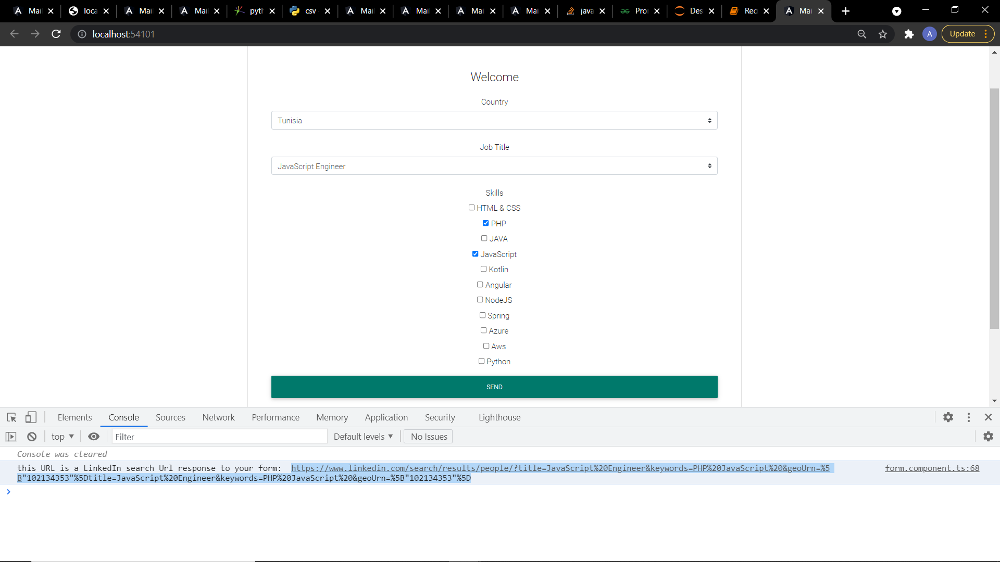 Mai loca Mai Mai pyth csv Mai Mai Mai Mai java Pro Des Rec Mai
localhost:54101 A Update
Welcome
Country
Tunisia
Job Title
JavaScript Engineer
Skills
HTML & CSS
PHP
JAVA
JavaScript
Kotlin
Angular
NodeJS
Spring
Azure
Aws
Python
SEND
Elements Console Sources Network Performance Memory Application Security Lighthouse
top Filter Default levels No Issues
Console was cleared
this URL is a LinkedIn search Url response to your form: https://www.linkedin.com/search/results/people/?title=JavaScript%20Engineer&keywords=PHP%20JavaScript%20&geoUrn=%5 form.component.ts:68
B"102134353"%5Dtitle=JavaScript%20Engineer&keywords=PHP%20JavaScript%20&geoUrn=%5B"102134353"%5D